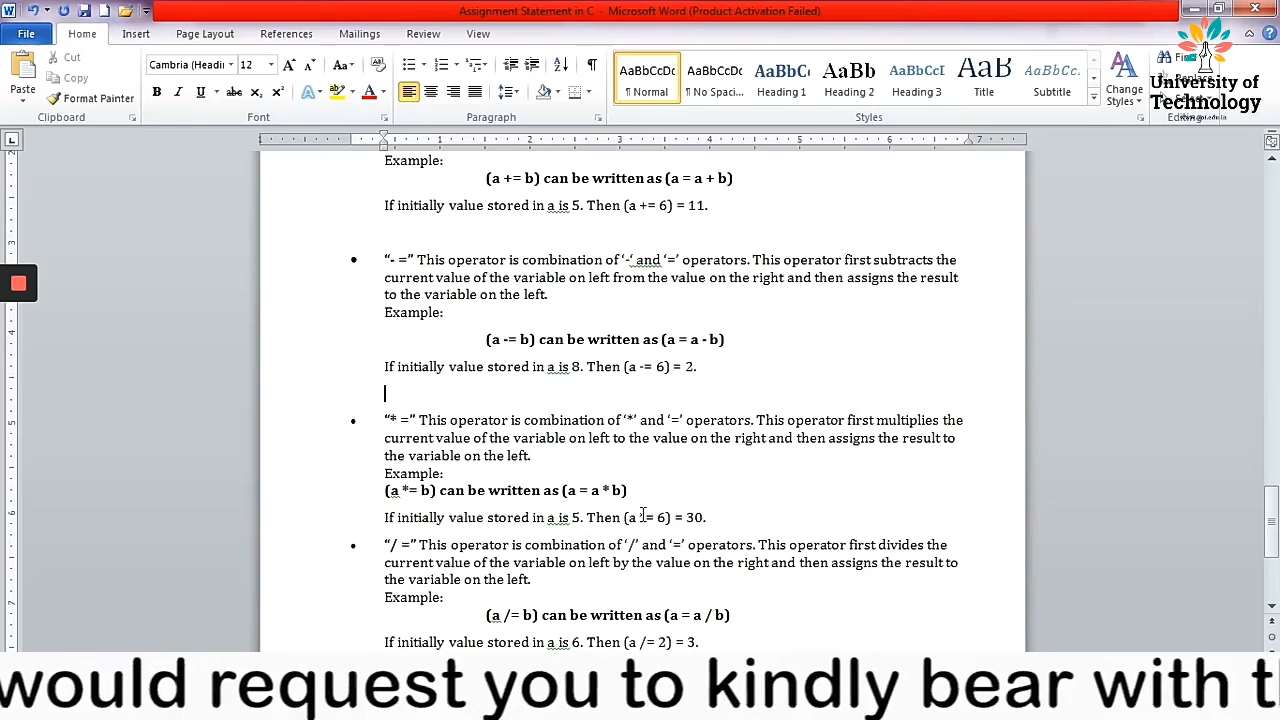 Assignment Statement in C - Microsoft Word (Product Activation Failed)
File Home Insert Page Layout References Mailings Review View
Paste
Cut
Copy
Format Painter
Clipboard
Cambria (Headi 12
Font
Paragraph
AaBbCcDc AaBbCcDc AaBbC AaBb AaBbCcI AaB AaBbCcDc
¶ Normal ¶ No Spaci... Heading 1 Heading 2 Heading 3 Title Subtitle
Styles
Change
Styles
University of
Technology
Example:
(a += b) can be written as (a = a + b)
If initially value stored in a is 5. Then (a += 6) = 11.
• “- =” This operator is combination of ‘-‘ and ‘=’ operators. This operator first subtracts the
current value of the variable on left from the value on the right and then assigns the result
to the variable on the left.
Example:
(a -= b) can be written as (a = a - b)
If initially value stored in a is 8. Then (a -= 6) = 2.
• “* =” This operator is combination of ‘*’ and ‘=’ operators. This operator first multiplies the
current value of the variable on left to the value on the right and then assigns the result to
the variable on the left.
Example:
(a *= b) can be written as (a = a * b)
If initially value stored in a is 5. Then (a *= 6) = 30.
• “/ =” This operator is combination of ‘/’ and ‘=’ operators. This operator first divides the
current value of the variable on left by the value on the right and then assigns the result to
the variable on the left.
Example:
(a /= b) can be written as (a = a / b)
If initially value stored in a is 6. Then (a /= 2) = 3.
would request you to kindly bear with